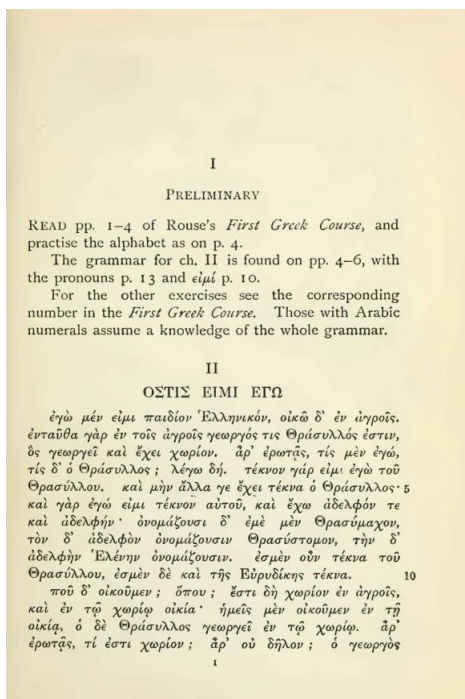 I
PRELIMINARY
READ pp. 1–4 of Rouse's First Greek Course, and
practise the alphabet as on p. 4.
The grammar for ch. II is found on pp. 4–6, with
the pronouns p. 13 and εἰμί p. 10.
For the other exercises see the corresponding
number in the First Greek Course. Those with Arabic
numerals assume a knowledge of the whole grammar.
II
ΟΣΤΙΣ ΕΙΜΙ ΕΓΩ
ἐγὼ μέν εἰμι παιδίον Ἑλληνικόν, οἰκῶ δ' ἐν ἀγροῖς.
ἐνταῦθα γὰρ ἐν τοῖς ἀγροῖς γεωργός τις Θράσυλλός ἐστιν,
ὃς γεωργεῖ καὶ ἔχει χωρίον. ἆρ' ἐρωτᾷς, τίς μὲν ἐγώ,
τίς δ' ὁ Θράσυλλος; λέγω δή. τέκνον γάρ εἰμι ἐγὼ τοῦ
Θρασύλλου. καὶ μὴν ἄλλα γε ἔχει τέκνα ὁ Θράσυλλος· 5
καὶ γὰρ ἐγώ εἰμι τέκνον αὐτοῦ, καὶ ἔχω ἀδελφόν τε
καὶ ἀδελφήν· ὀνομάζουσι δ' ἐμὲ μὲν Θρασύμαχον,
τὸν δ' ἀδελφὸν ὀνομάζουσιν Θρασύστομον, τὴν δ'
ἀδελφὴν Ἑλένην ὀνομάζουσιν. ἐσμὲν οὖν τέκνα τοῦ
Θρασύλλου, ἐσμὲν δὲ καὶ τῆς Εὐρυδίκης τέκνα. 10
ποῦ δ' οἰκοῦμεν; ὅπου; ἔστι δὴ χωρίον ἐν ἀγροῖς,
καὶ ἐν τῷ χωρίῳ οἰκία· ἡμεῖς μὲν οἰκοῦμεν ἐν τῇ
οἰκίᾳ, ὁ δὲ Θράσυλλος γεωργεῖ ἐν τῷ χωρίῳ. ἆρ'
ἐρωτᾷς, τί ἐστι χωρίον; ἆρ' οὐ δῆλον; ὁ γεωργὸς
I